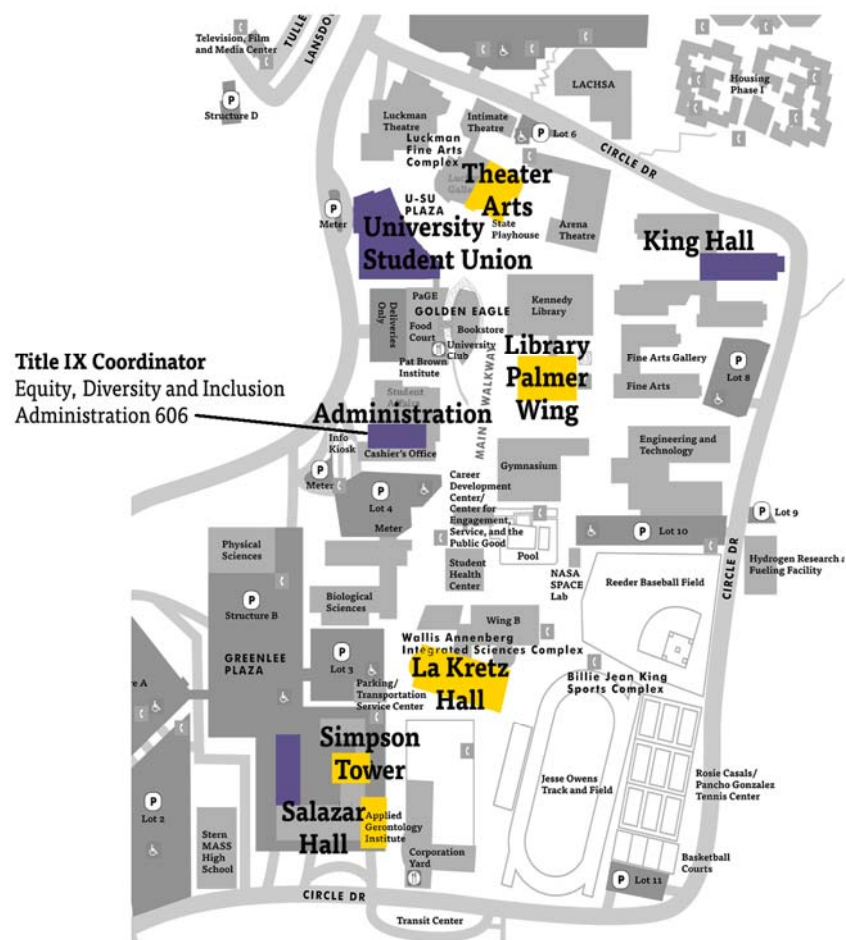 TULLE
LANSDO
Television, Film
and Media Center
P
Structure D
Luckman
Theatre
Intimate
Theatre
P Lot 6
LACHSA
Housing
Phase I
CIRCLE DR
Luckman
Fine Arts
Complex
Theater
Arts
U-SU
PLAZA
State
Playhouse
Arena
Theatre
P
Meter
University
Student Union
King Hall
PaGE
Deliveries
Only
GOLDEN EAGLE
Food
Court
Bookstore
University
Club
Pat Brown
Institute
Kennedy
Library
Library
Palmer
Wing
MAIN WALKWAY
Fine Arts Gallery
Fine Arts
P
Lot 8
Title IX Coordinator
Equity, Diversity and Inclusion
Administration 606
Student
Administration
Cashier's Office
Info
Kiosk
P
Meter
P
Lot 4
Meter
Engineering and
Technology
Gymnasium
Career
Development
Center/
Center for
Engagement,
Service, and the
Public Good
Pool
P Lot 10
Lot 9
P
Hydrogen Research a
Fueling Facility
CIRCLE DR
Physical
Sciences
Student
Health
Center
NASA
SPACE
Lab
Reeder Baseball Field
Biological
Sciences
P
Structure B
Wing B
Wallis Annenberg
Integrated Sciences Complex
GREENLEE
PLAZA
P
Lot 3
Parking/
Transportation
Service Center
La Kretz
Hall
Billie Jean King
Sports Complex
re A
Simpson
Tower
Jesse Owens
Track and Field
Rosie Casals/
Pancho Gonzalez
Tennis Center
P
Lot 2
Salazar
Hall
Applied
Gerontology
Institute
Stern
MASS
High
School
Corporation
Yard
Basketball
Courts
P Lot 11
CIRCLE DR
Transit Center